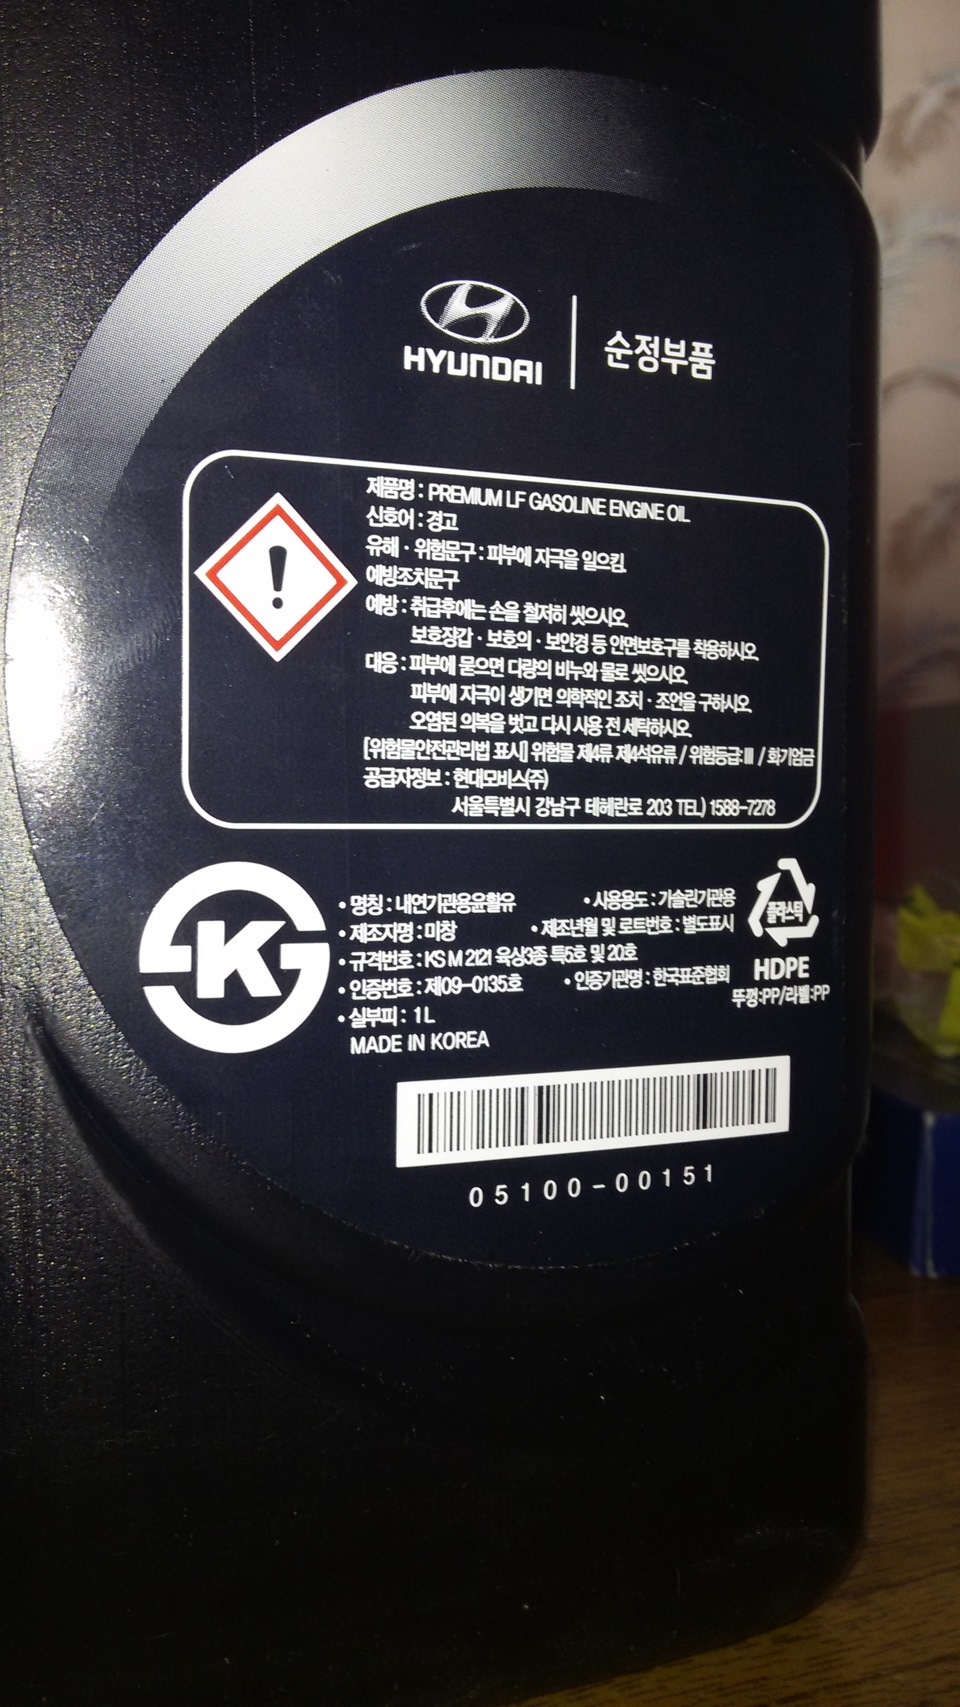 HYUNDAI
순정부품
제품명 : PREMIUM LF GASOLINE ENGINE OIL
신호어 : 경고
유해 · 위험문구 : 피부에 자극을 일으킴.
예방조치문구
예방 : 취급후에는 손을 철저히 씻으시오.
보호장갑 · 보호의 · 보안경 등 안면보호구를 착용하시오.
대응 : 피부에 묻으면 다량의 비누와 물로 씻으시오.
피부에 자극이 생기면 의학적인 조치 · 조언을 구하시오.
오염된 의복을 벗고 다시 사용 전 세탁하시오.
[위험물안전관리법 표시] 위험물 제4류 제4석유류 / 위험등급:III / 화기엄금
공급자정보 : 현대모비스(주)
서울특별시 강남구 테헤란로 203 TEL) 1588-7278
K
• 명칭 : 내연기관용윤활유 • 사용용도 : 가솔린기관용
• 제조자명 : 미창 • 제조년월 및 로트번호 : 별도표시
• 규격번호 : KS M 2121 육상3종 특5호 및 20호
• 인증번호 : 제09-0135호 • 인증기관명 : 한국표준협회
• 실부피 : 1 L
MADE IN KOREA
플라스틱
HDPE
뚜껑:PP/라벨:PP
05100-00151